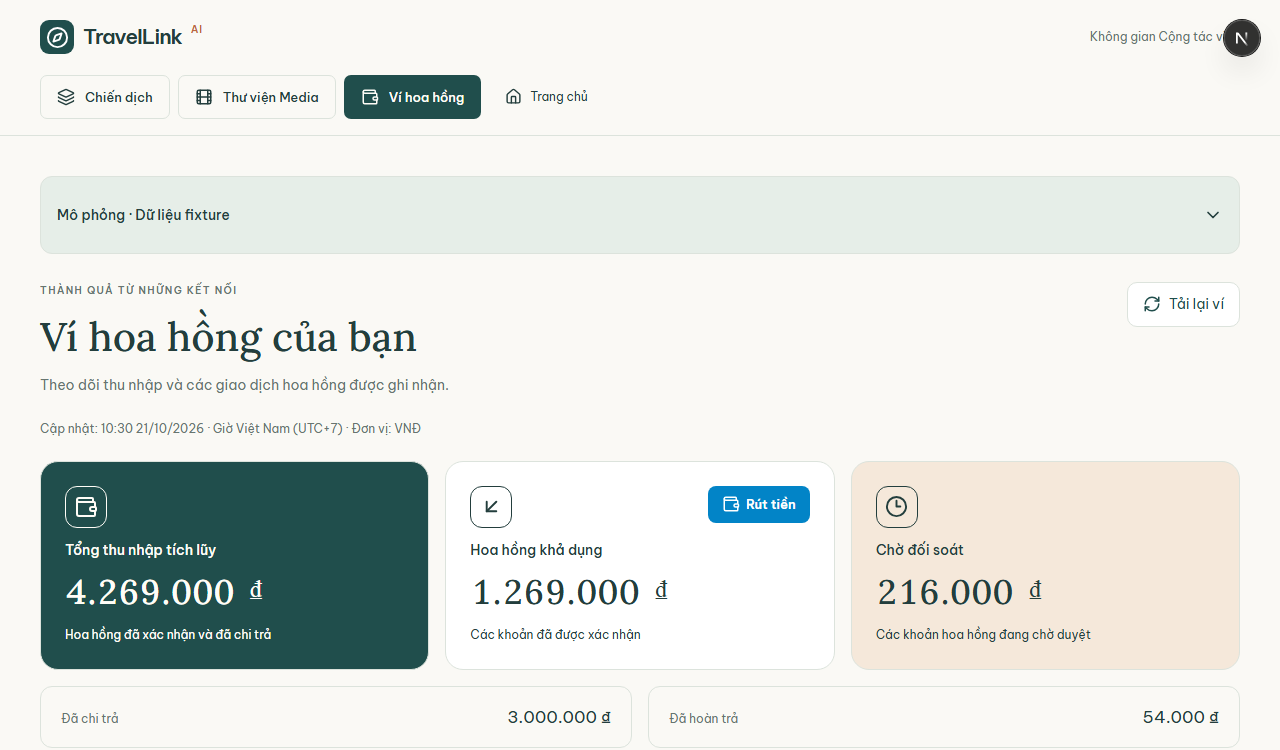 TravelLink AI
Không gian Cộng tác v
N
Chiến dịch
Thư viện Media
Ví hoa hồng
Trang chủ
Mô phỏng · Dữ liệu fixture
THÀNH QUẢ TỪ NHỮNG KẾT NỐI
Tải lại ví
Ví hoa hồng của bạn
Theo dõi thu nhập và các giao dịch hoa hồng được ghi nhận.
Cập nhật: 10:30 21/10/2026 · Giờ Việt Nam (UTC+7) · Đơn vị: VNĐ
Tổng thu nhập tích lũy
4.269.000 ₫
Hoa hồng đã xác nhận và đã chi trả
Rút tiền
Hoa hồng khả dụng
1.269.000 ₫
Các khoản đã được xác nhận
Chờ đối soát
216.000 ₫
Các khoản hoa hồng đang chờ duyệt
Đã chi trả
3.000.000 ₫
Đã hoàn trả
54.000 ₫